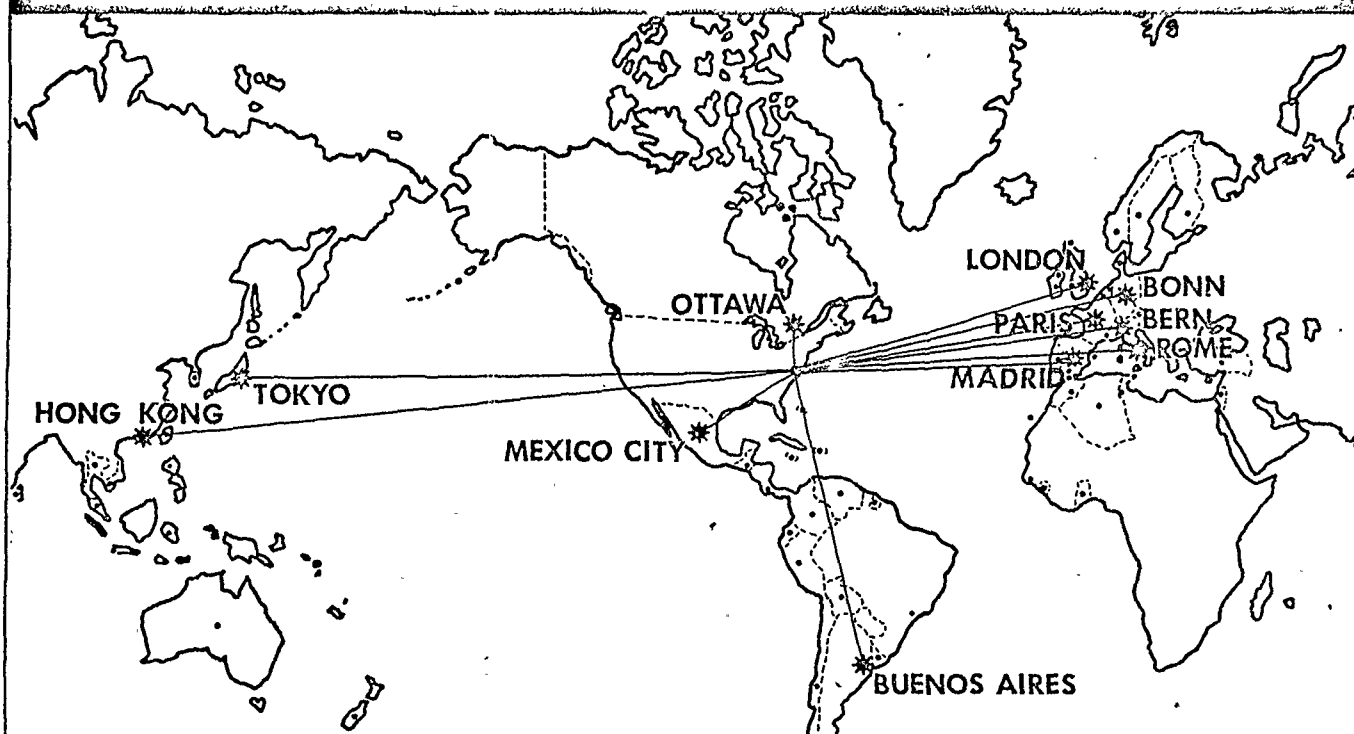 LONDON
OTTAWA
BONN
PARIS
BERN
ROME
MADRID
TOKYO
HONG KONG
MEXICO CITY
BUENOS AIRES